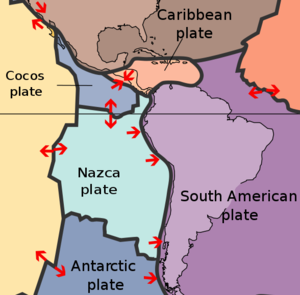 Caribbean
plate
Cocos
plate
Nazca
plate
South American
plate
Antarctic
plate